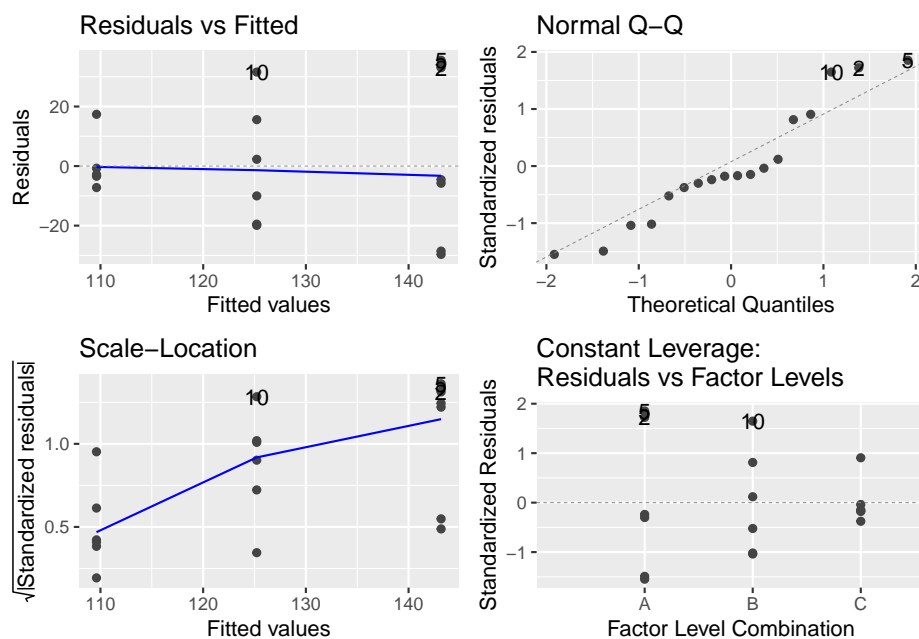 Residuals vs Fitted
Residuals
20
0
−20
10
5
2
110
120
130
140
Fitted values
Normal Q−Q
Standardized residuals
2
1
0
−1
10
2
5
−2
−1
0
1
2
Theoretical Quantiles
Scale−Location
√|Standardized residuals|
1.0
0.5
10
5
2
110
120
130
140
Fitted values
Constant Leverage:
Residuals vs Factor Levels
Standardized Residuals
2
1
0
−1
5
2
10
A
B
C
Factor Level Combination